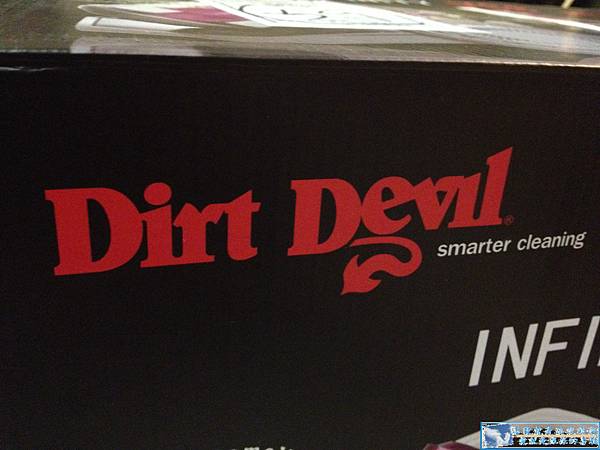 Dirt Devil®
smarter cleaning
INFI